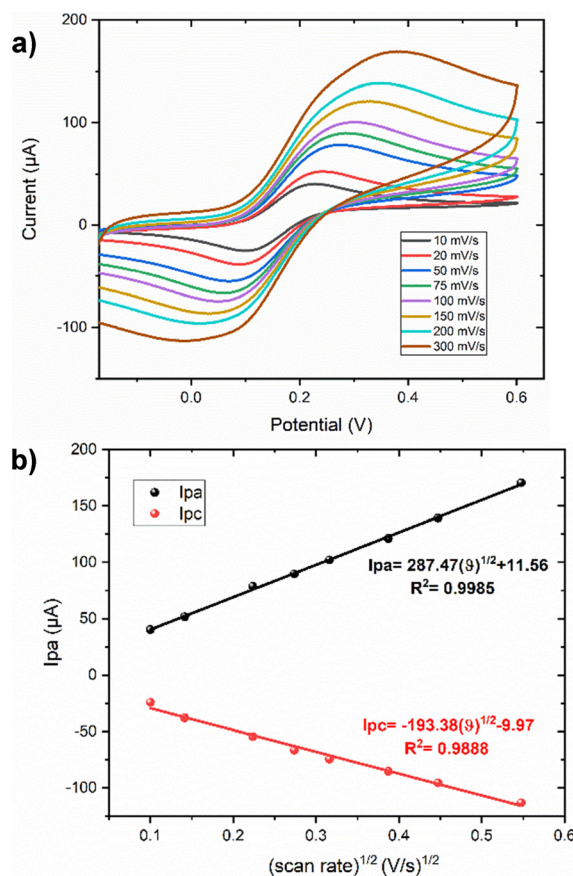 a)
200
100
0
-100
Current (µA)
10 mV/s
20 mV/s
50 mV/s
75 mV/s
100 mV/s
150 mV/s
200 mV/s
300 mV/s
0.0 0.2 0.4 0.6
Potential (V)
b)
200
150
100
50
0
-50
-100
Ipa (µA)
Ipa
Ipc
Ipa= 287.47(ϑ)^1/2+11.56
R²= 0.9985
Ipc= -193.38(ϑ)^1/2-9.97
R²= 0.9888
0.1 0.2 0.3 0.4 0.5 0.6
(scan rate)^1/2 (V/s)^1/2